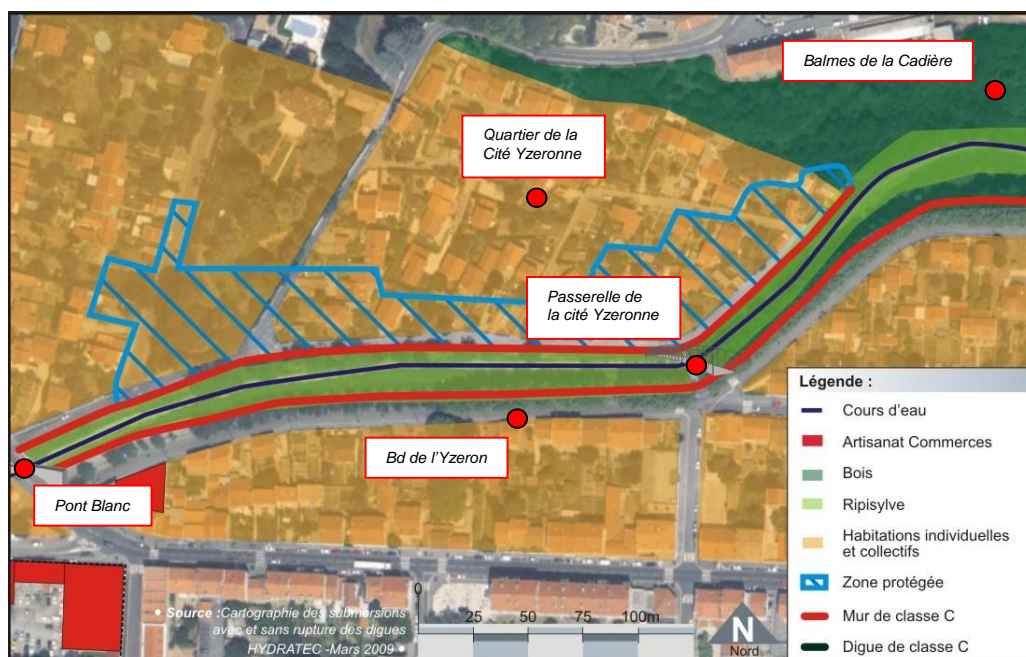 Balmes de la Cadière
Quartier de la
Cité Yzeronne
Passerelle de
la cité Yzeronne
Bd de l'Yzeron
Pont Blanc
Légende :
Cours d'eau
Artisanat Commerces
Bois
Ripisylve
Habitations individuelles
et collectifs
Zone protégée
Mur de classe C
Digue de classe C
• Source :Cartographie des submersions
avec et sans rupture des digues
HYDRATEC -Mars 2009 •
0
25 50 75 100m
N
Nord